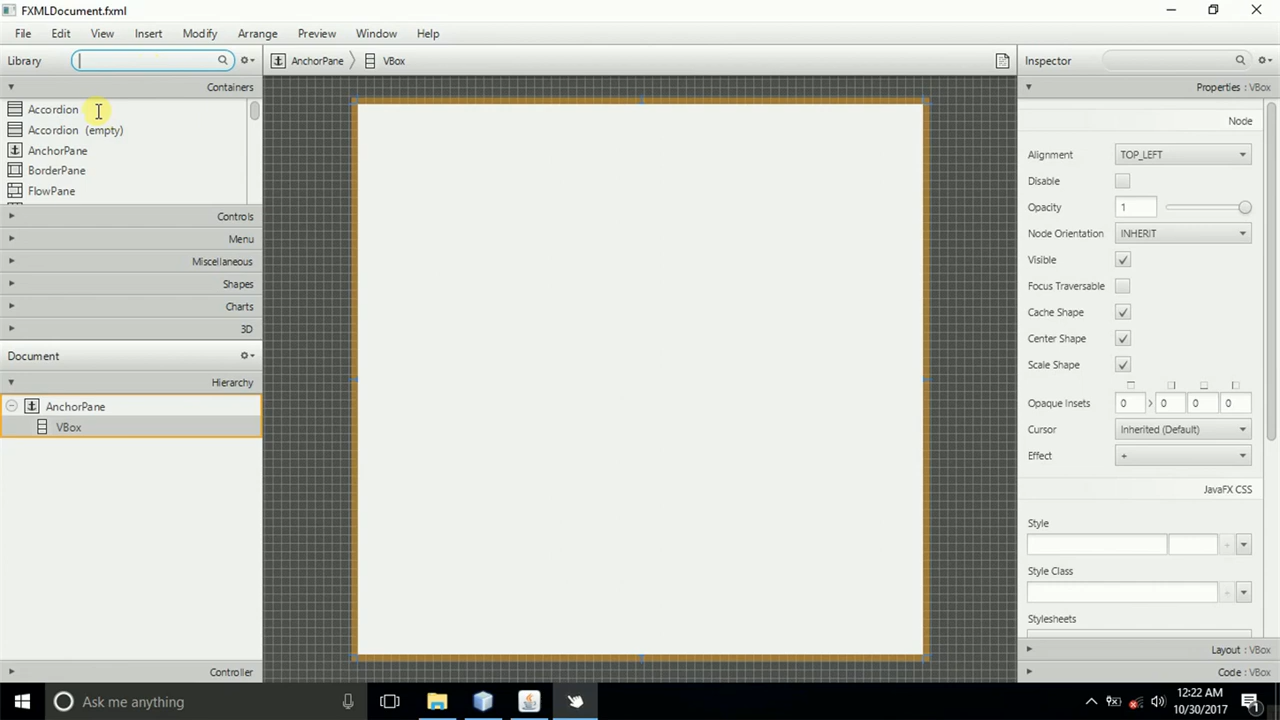 FXMLDocument.fxml
File Edit View Insert Modify Arrange Preview Window Help
Library
AnchorPane VBox
Inspector
Containers
Accordion
Accordion (empty)
AnchorPane
BorderPane
FlowPane
Controls
Menu
Miscellaneous
Shapes
Charts
3D
Document
Hierarchy
AnchorPane
VBox
Controller
Properties : VBox
Node
Alignment TOP_LEFT
Disable
Opacity 1
Node Orientation INHERIT
Visible
Focus Traversable
Cache Shape
Center Shape
Scale Shape
Opaque Insets 0 0 0 0
Cursor Inherited (Default)
Effect +
JavaFX CSS
Style
Style Class
Stylesheets
Layout : VBox
Code : VBox
Ask me anything
12:22 AM
10/30/2017
1